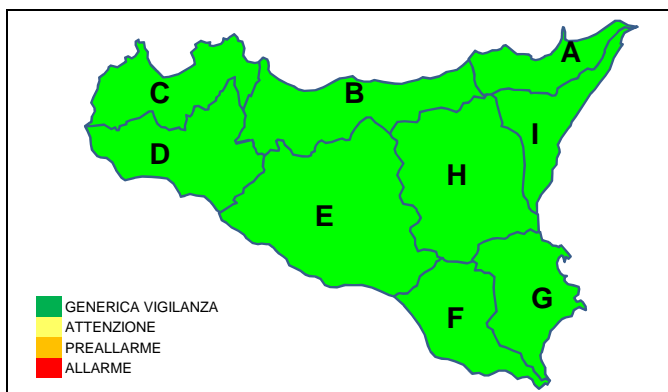 A
B
C
I
D
H
E
G
F
GENERICA VIGILANZA
ATTENZIONE
PREALLARME
ALLARME